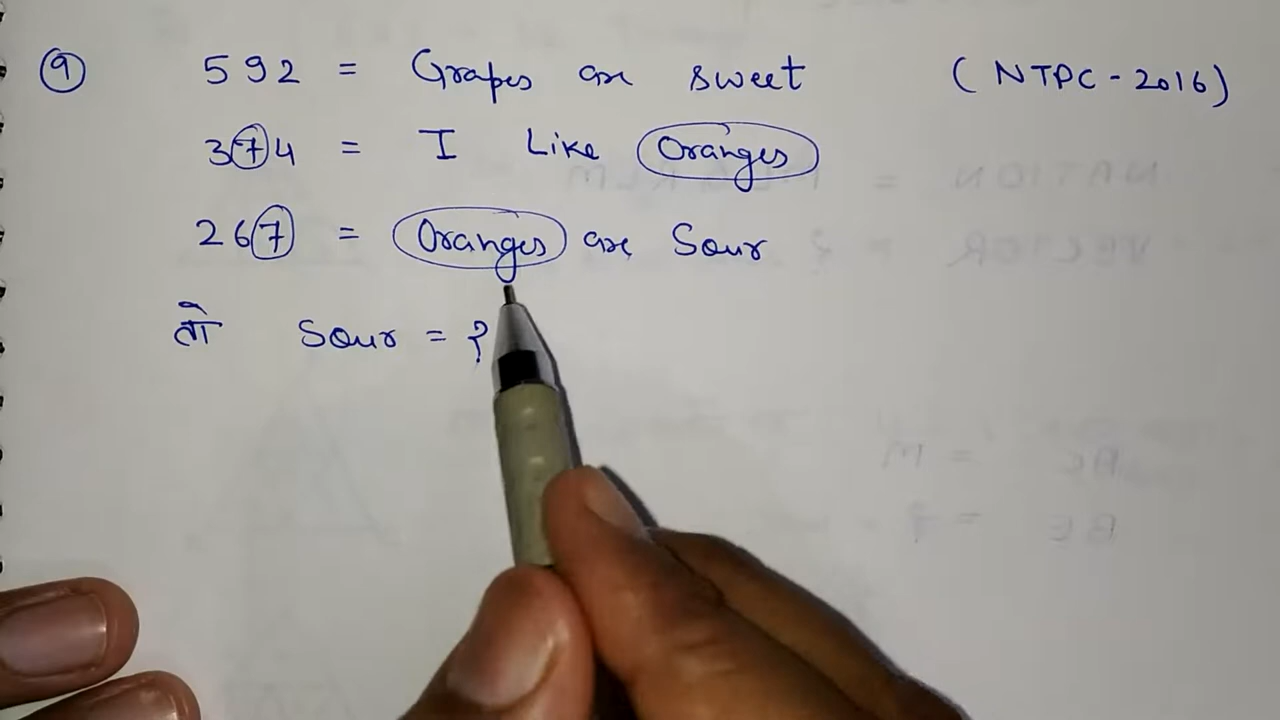 9 592 = Grapes are sweet (NTPC - 2016)
374 = I Like Oranges
267 = Oranges are Sour
तो Sour = ?